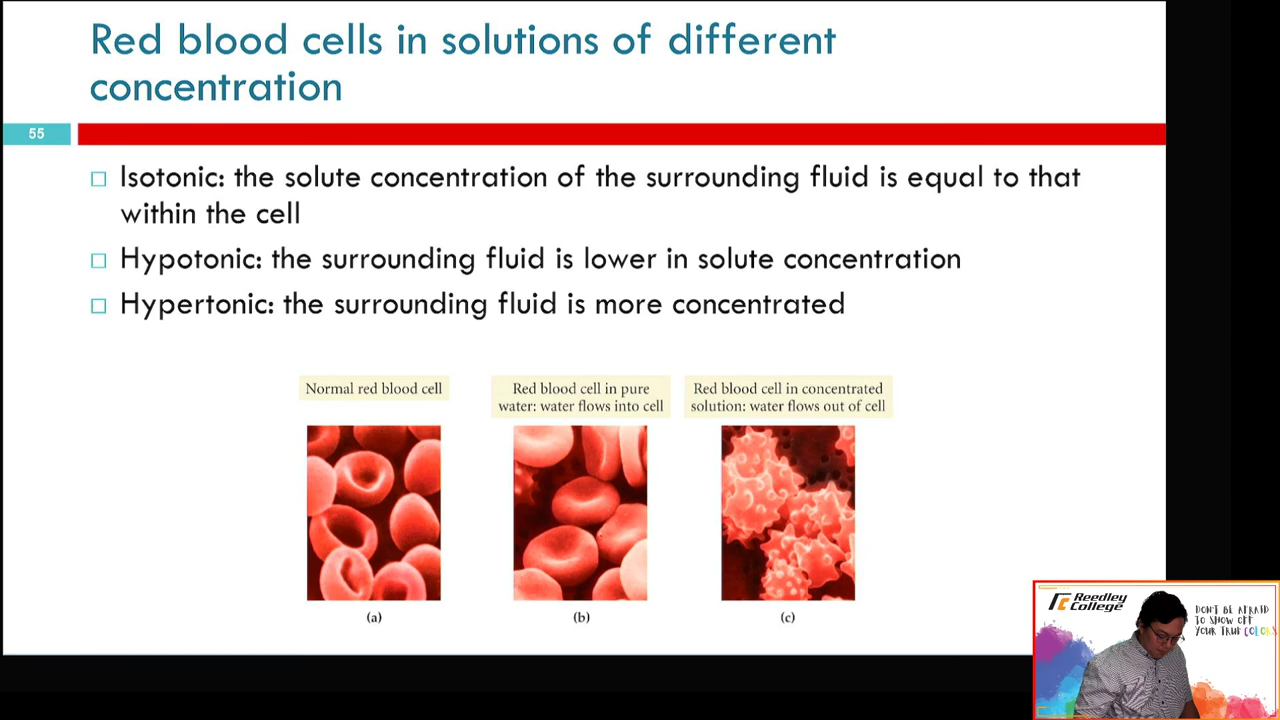 Red blood cells in solutions of different
concentration
55
Isotonic: the solute concentration of the surrounding fluid is equal to that
within the cell
Hypotonic: the surrounding fluid is lower in solute concentration
Hypertonic: the surrounding fluid is more concentrated
Normal red blood cell
Red blood cell in pure
water: water flows into cell
Red blood cell in concentrated
solution: water flows out of cell
(a)
(b)
(c)
Reedley
College
DON'T BE AFRAID
TO SHOW OFF
YOUR TRUE COLORS